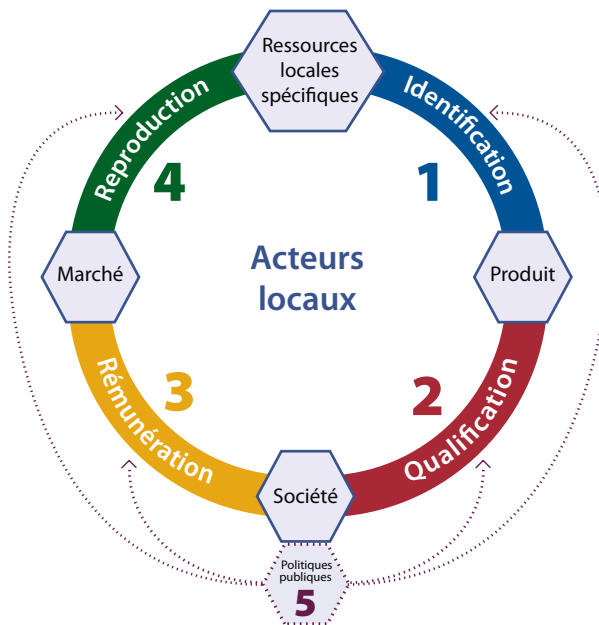 Ressources
locales
spécifiques
Identification
1
Produit
Qualification
2
Société
Rémunération
3
Marché
Reproduction
4
Acteurs
locaux
Politiques
publiques
5